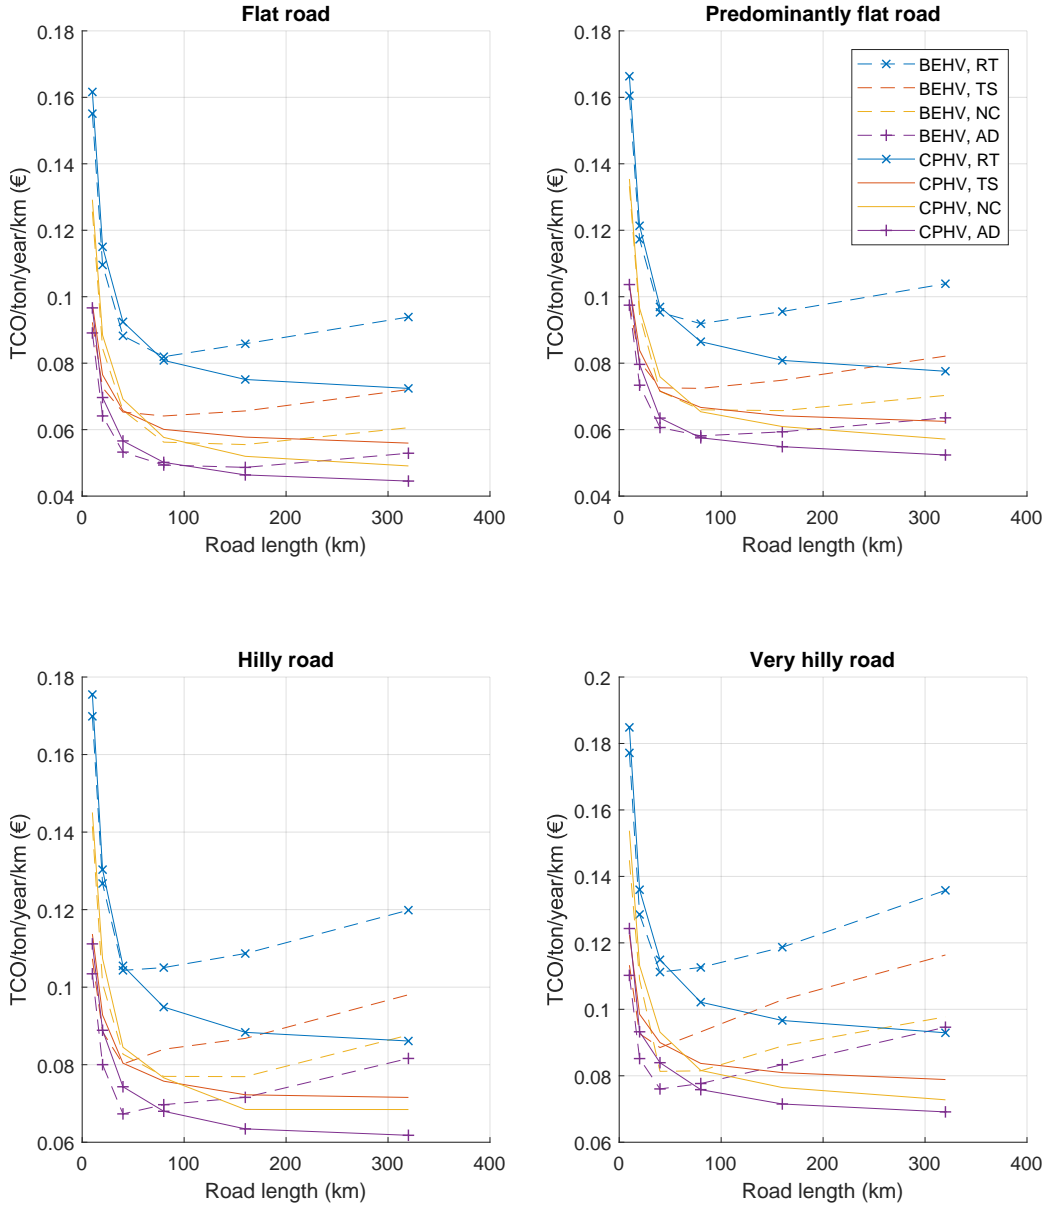 Flat road
0.18
0.16
0.14
0.12
0.1
0.08
0.06
0.04
TCO/ton/year/km (€)
0
100
200
300
400
Road length (km)
Predominantly flat road
0.18
0.16
0.14
0.12
0.1
0.08
0.06
0.04
TCO/ton/year/km (€)
BEHV, RT
BEHV, TS
BEHV, NC
BEHV, AD
CPHV, RT
CPHV, TS
CPHV, NC
CPHV, AD
0
100
200
300
400
Road length (km)
Hilly road
0.18
0.16
0.14
0.12
0.1
0.08
0.06
TCO/ton/year/km (€)
0
100
200
300
400
Road length (km)
Very hilly road
0.2
0.18
0.16
0.14
0.12
0.1
0.08
0.06
TCO/ton/year/km (€)
0
100
200
300
400
Road length (km)